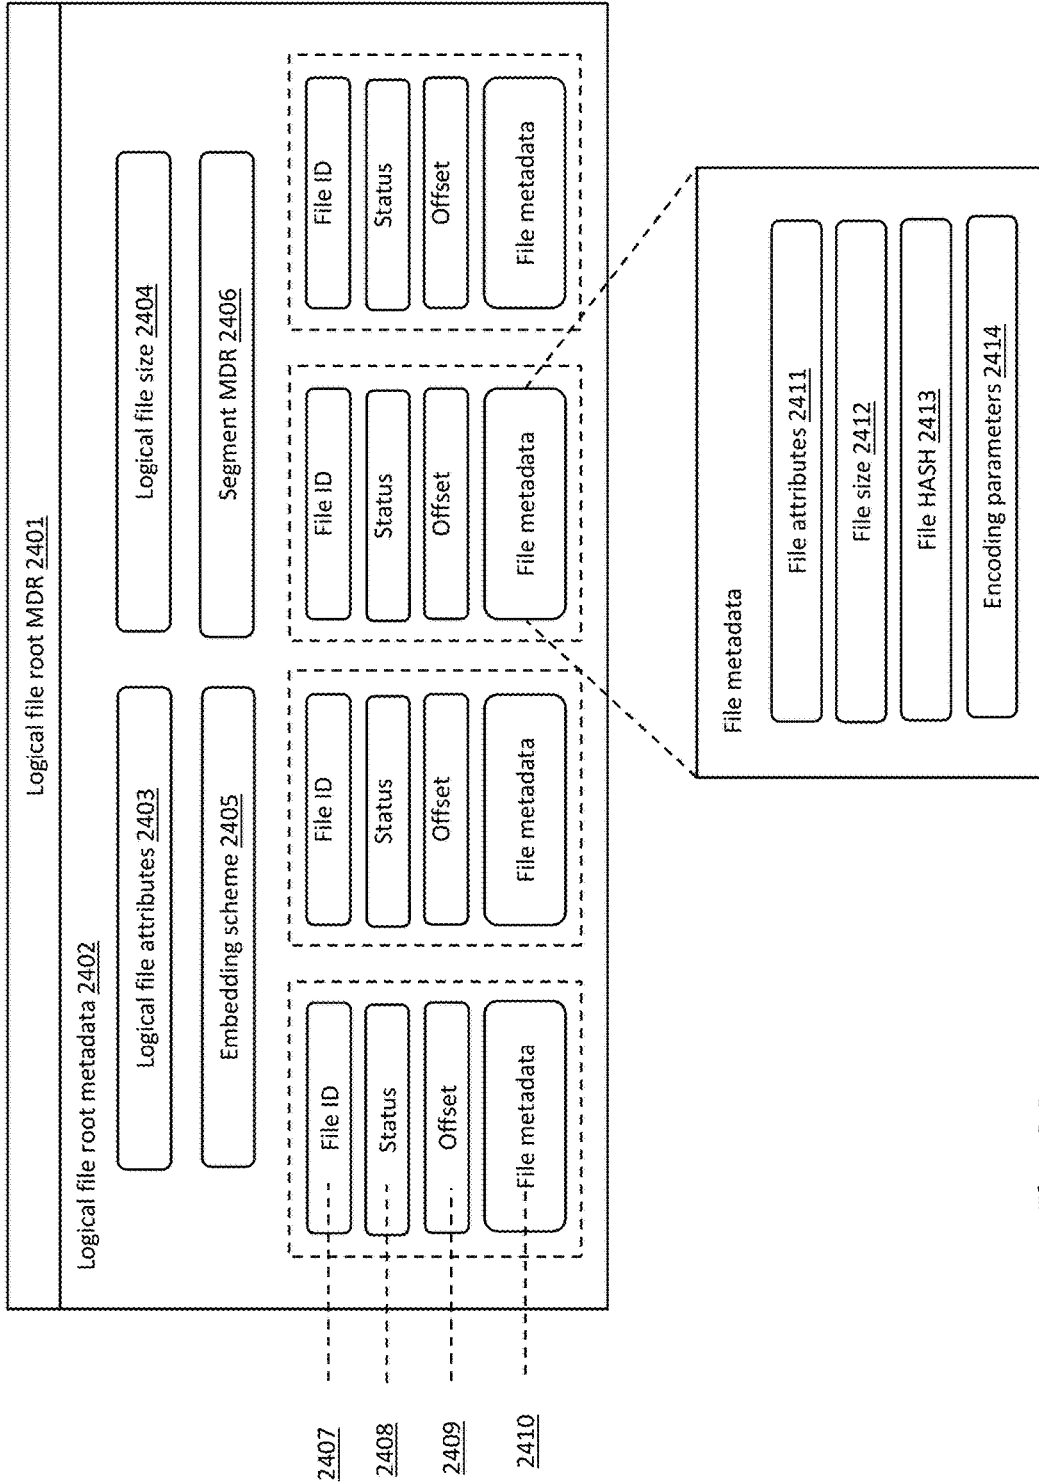 Logical file root MDR 2401
Logical file root metadata 2402
Logical file attributes 2403
Logical file size 2404
Embedding scheme 2405
Segment MDR 2406
2407
File ID
File ID
File ID
File ID
2408
Status
Status
Status
Status
2409
Offset
Offset
Offset
Offset
2410
File metadata
File metadata
File metadata
File metadata
File metadata
File attributes 2411
File size 2412
File HASH 2413
Encoding parameters 2414